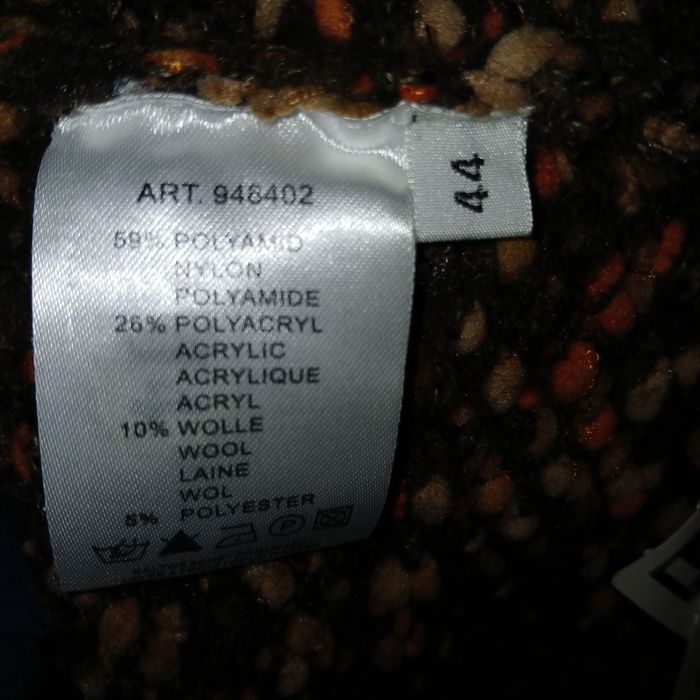 ART. 948402
59% POLYAMID
NYLON
POLYAMIDE
26% POLYACRYL
ACRYLIC
ACRYLIQUE
ACRYL
10% WOLLE
WOOL
LAINE
WOL
5% POLYESTER
44